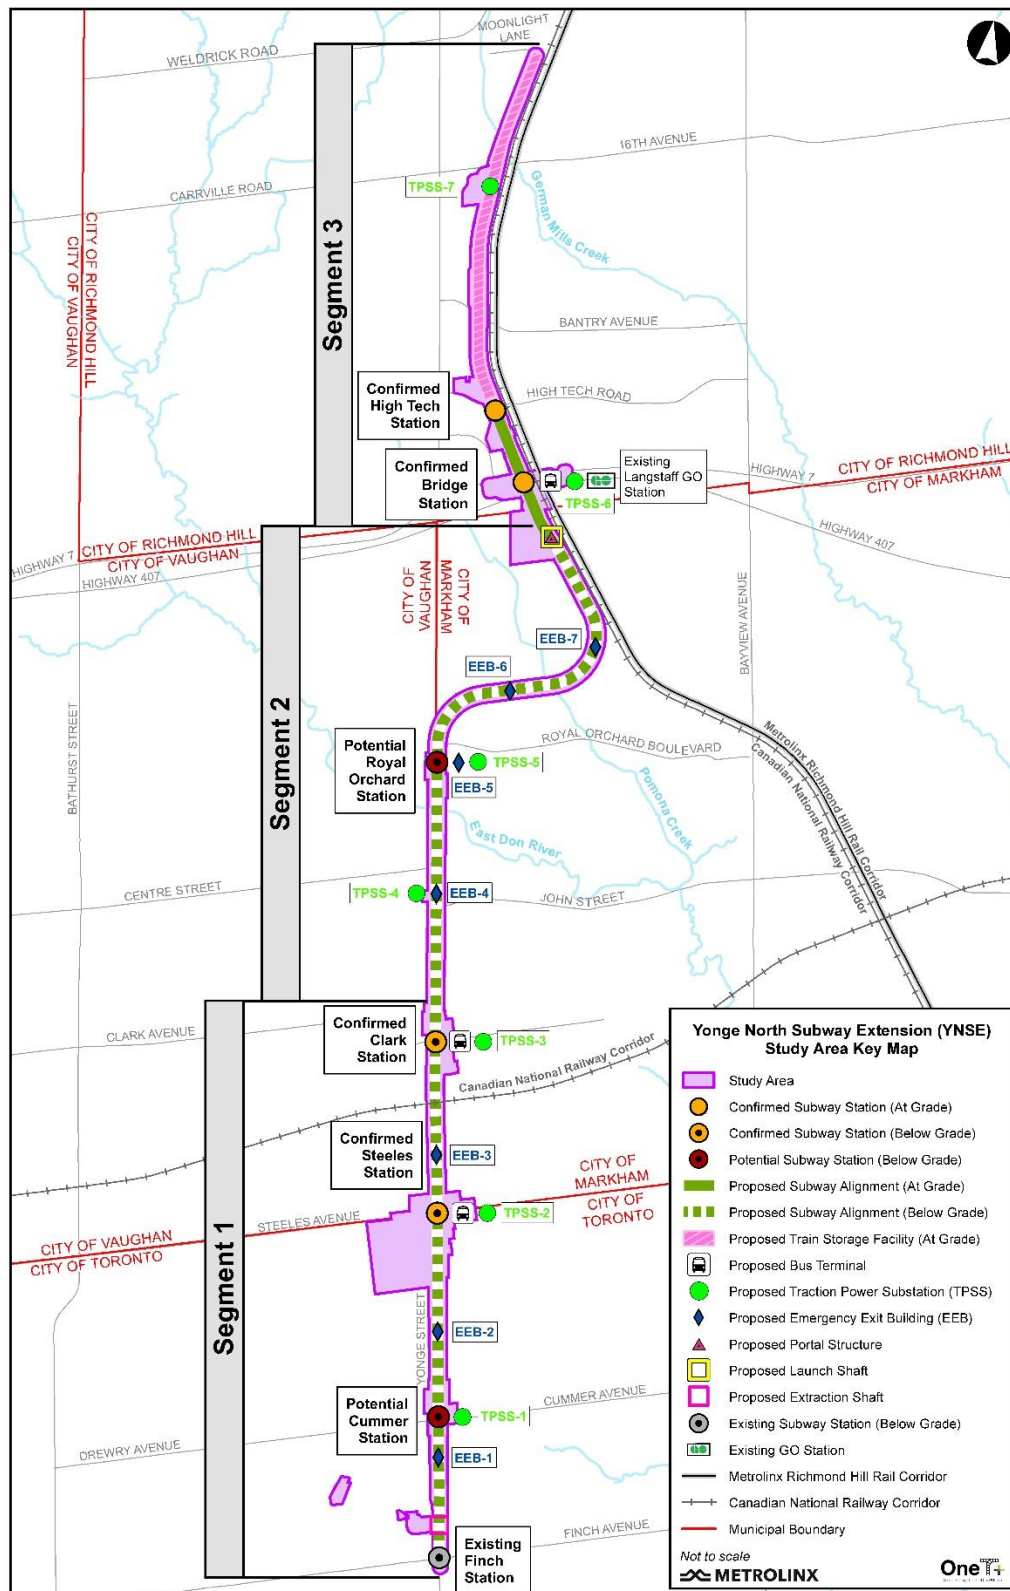 MOONLIGHT
LANE
WELDRICK ROAD
16TH AVENUE
TPSS-7
CARRVILLE ROAD
German Mills Creek
CITY OF RICHMOND HILL
CITY OF VAUGHAN
Segment 3
BANTRY AVENUE
Confirmed
High Tech
Station
HIGH TECH ROAD
Confirmed
Bridge
Station
Existing
Langstaff GO
Station
GO
TPSS-6
HIGHWAY 7
CITY OF RICHMOND HILL
CITY OF MARKHAM
HIGHWAY 407
HIGHWAY 7
CITY OF RICHMOND HILL
CITY OF VAUGHAN
HIGHWAY 407
CITY OF
VAUGHAN
CITY OF
MARKHAM
BAYVIEW AVENUE
EEB-7
EEB-6
Segment 2
BATHURST STREET
Potential
Royal
Orchard
Station
ROYAL ORCHARD BOULEVARD
TPSS-5
EEB-5
Metrolinx Richmond Hill Rail Corridor
Canadian National Railway Corridor
Pomona Creek
East Don River
CENTRE STREET
TPSS-4
EEB-4
JOHN STREET
CLARK AVENUE
Confirmed
Clark
Station
TPSS-3
Canadian National Railway Corridor
Confirmed
Steeles
Station
EEB-3
CITY OF
MARKHAM
CITY OF
TORONTO
TPSS-2
STEELES AVENUE
CITY OF VAUGHAN
CITY OF TORONTO
Segment 1
YONGE STREET
EEB-2
Potential
Cummer
Station
TPSS-1
CUMMER AVENUE
DREWRY AVENUE
EEB-1
FINCH AVENUE
Existing
Finch
Station
Yonge North Subway Extension (YNSE)
Study Area Key Map
Study Area
Confirmed Subway Station (At Grade)
Confirmed Subway Station (Below Grade)
Potential Subway Station (Below Grade)
Proposed Subway Alignment (At Grade)
Proposed Subway Alignment (Below Grade)
Proposed Train Storage Facility (At Grade)
Proposed Bus Terminal
Proposed Traction Power Substation (TPSS)
Proposed Emergency Exit Building (EEB)
Proposed Portal Structure
Proposed Launch Shaft
Proposed Extraction Shaft
Existing Subway Station (Below Grade)
GO Existing GO Station
Metrolinx Richmond Hill Rail Corridor
Canadian National Railway Corridor
Municipal Boundary
Not to scale
METROLINX
OneT+